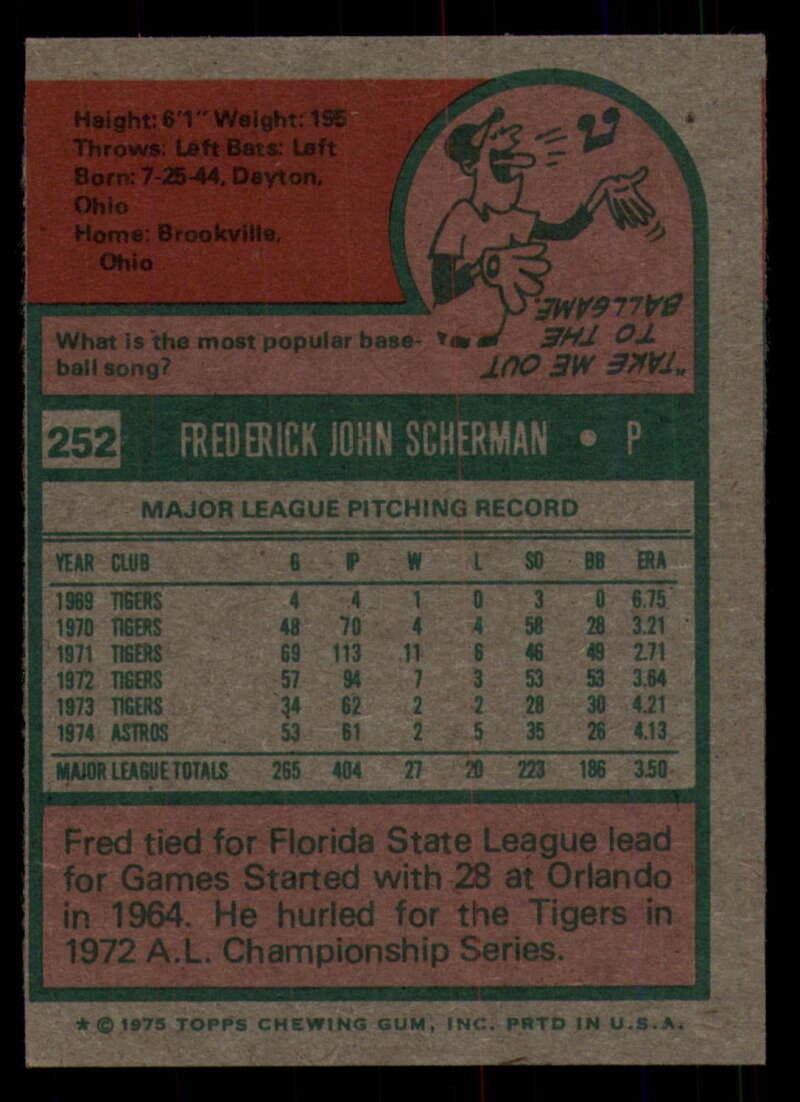 Height: 6'1" Weight: 195
Throws: Left Bats: Left
Born: 7-25-44, Dayton,
Ohio
Home: Brookville,
Ohio
What is the most popular base-
ball song?
"TAKE ME OUT
TO THE
BALLGAME.
252 FREDERICK JOHN SCHERMAN • P
MAJOR LEAGUE PITCHING RECORD
YEAR CLUB G IP W L SO BB ERA
1969 TIGERS 4 4 1 0 3 0 6.75
1970 TIGERS 48 70 4 4 58 28 3.21
1971 TIGERS 69 113 11 6 46 49 2.71
1972 TIGERS 57 94 7 3 53 53 3.64
1973 TIGERS 34 62 2 2 28 30 4.21
1974 ASTROS 53 61 2 5 35 26 4.13
MAJOR LEAGUE TOTALS 265 404 27 20 223 186 3.50
Fred tied for Florida State League lead
for Games Started with 28 at Orlando
in 1964. He hurled for the Tigers in
1972 A.L. Championship Series.
* © 1975 TOPPS CHEWING GUM, INC. PRTD IN U.S.A.